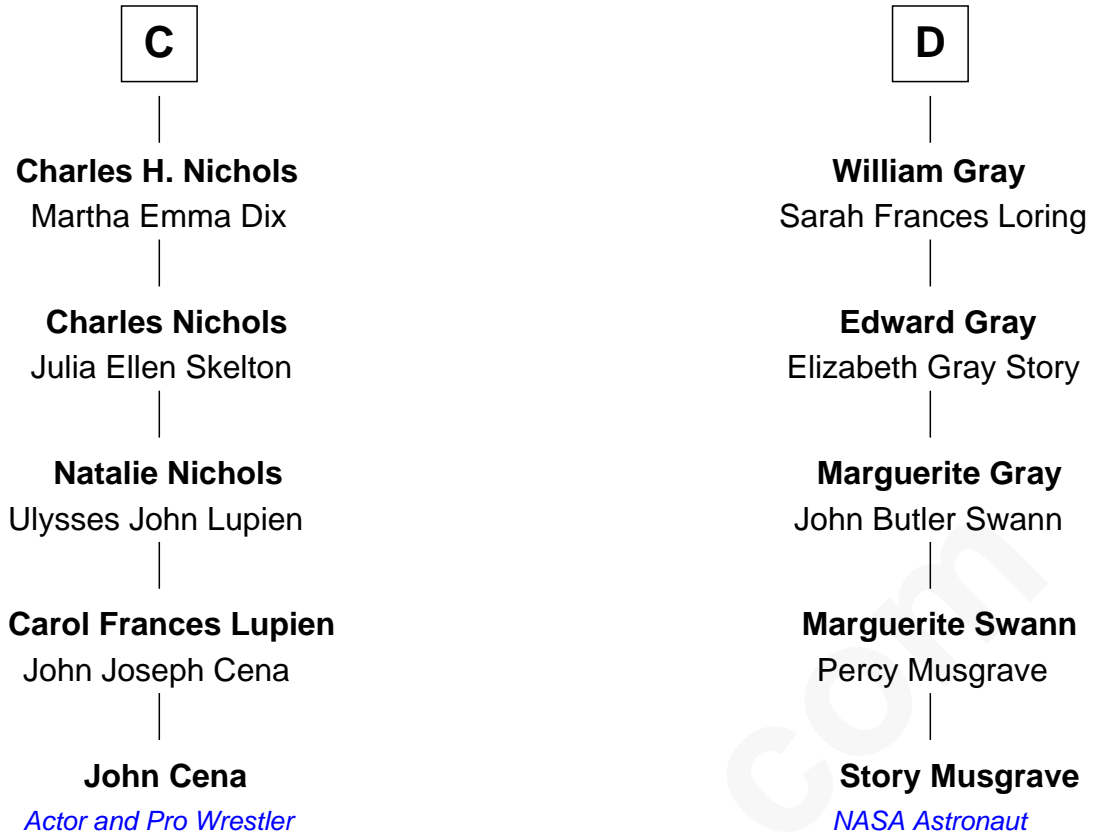 C
Charles H. Nichols
Martha Emma Dix
Charles Nichols
Julia Ellen Skelton
Natalie Nichols
Ulysses John Lupien
Carol Frances Lupien
John Joseph Cena
John Cena
Actor and Pro Wrestler
D
William Gray
Sarah Frances Loring
Edward Gray
Elizabeth Gray Story
Marguerite Gray
John Butler Swann
Marguerite Swann
Percy Musgrave
Story Musgrave
NASA Astronaut
com